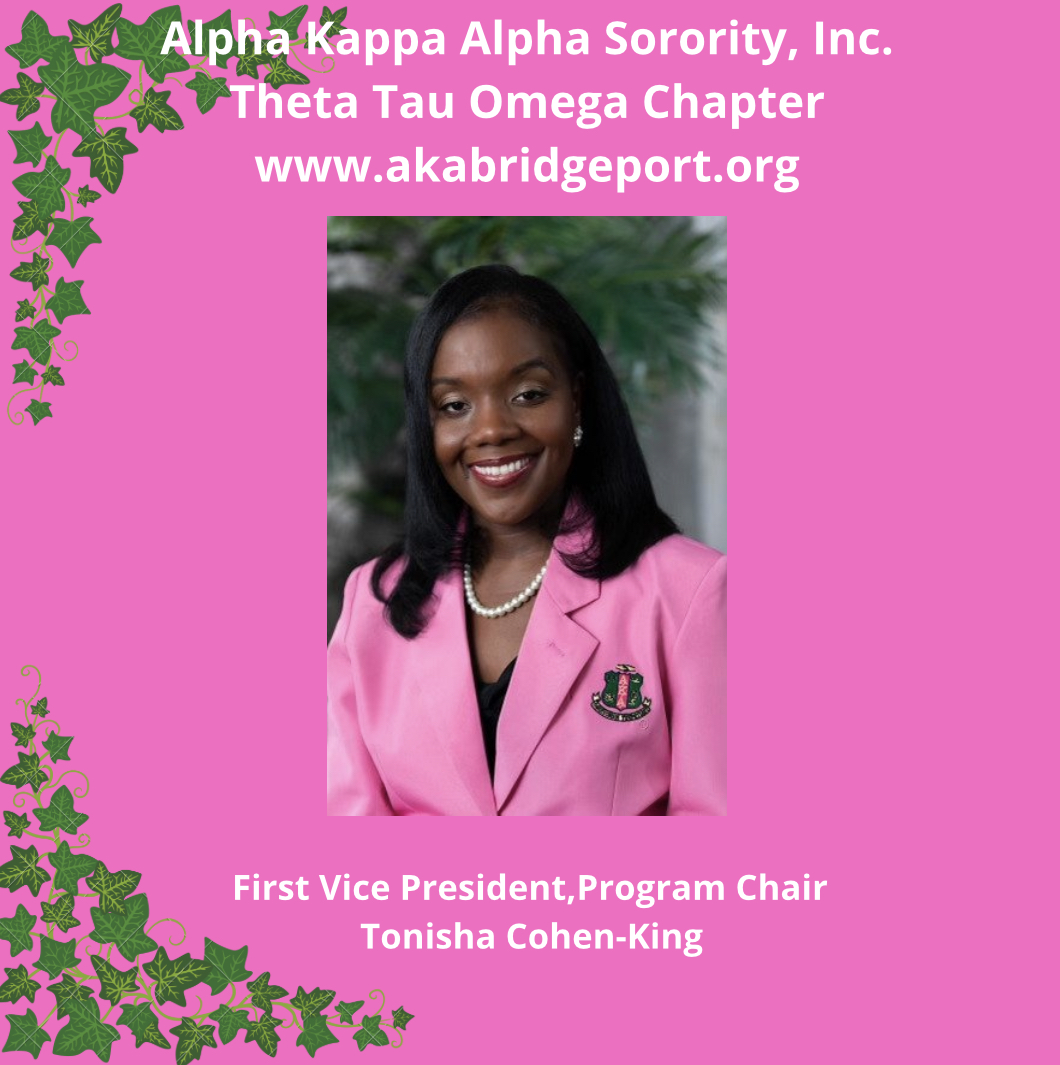 Alpha Kappa Alpha Sorority, Inc.
Theta Tau Omega Chapter
www.akabridgeport.org
First Vice President,Program Chair
Tonisha Cohen-King